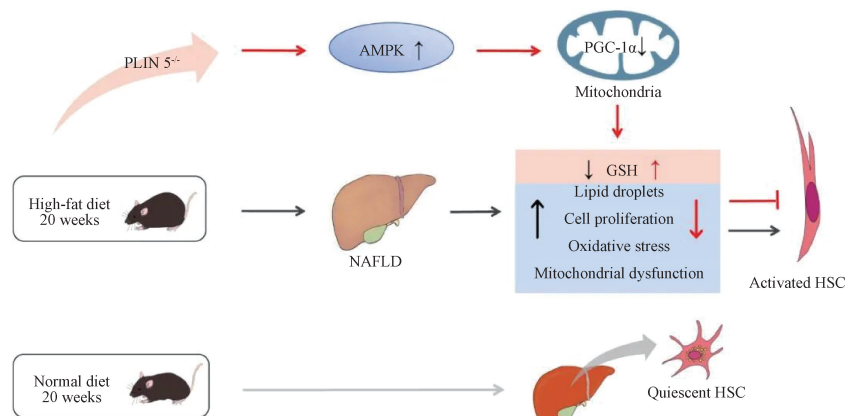 PLIN 5-/-
AMPK ↑
PGC-1α↓
Mitochondria
↓ GSH ↑
High-fat diet
20 weeks
NAFLD
Lipid droplets
Cell proliferation
Oxidative stress
Mitochondrial dysfunction
Activated HSC
Normal diet
20 weeks
Quiescent HSC